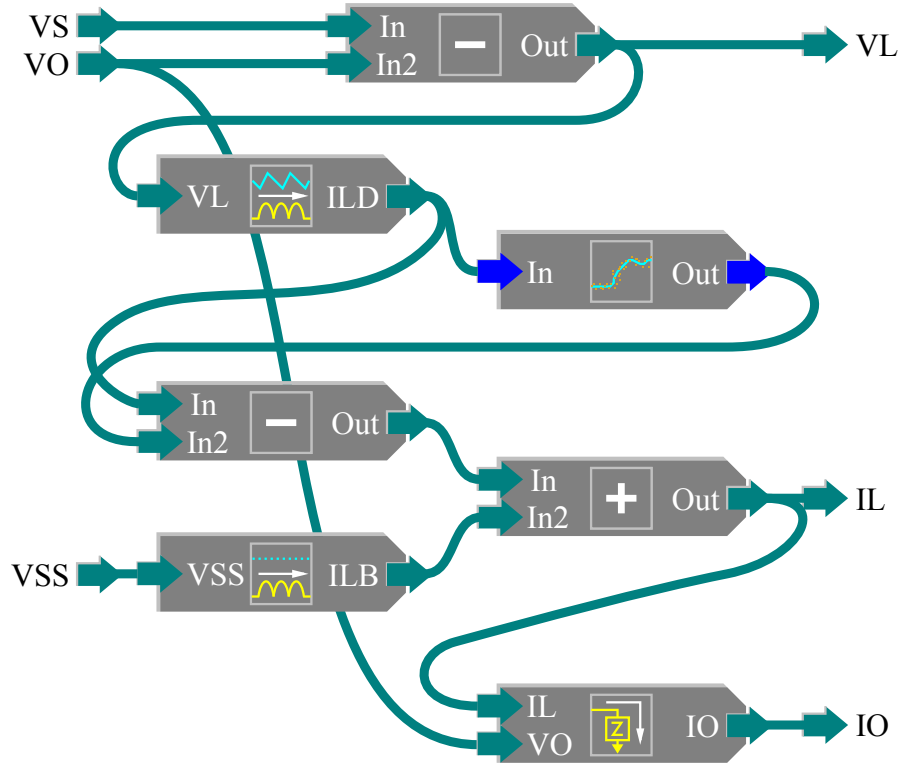 VS
In
Out
VL
VO
In2
VL
ILD
In
Out
In
In2
Out
In
In2
Out
IL
VSS
VSS
ILB
IL
VO
Z
IO
IO